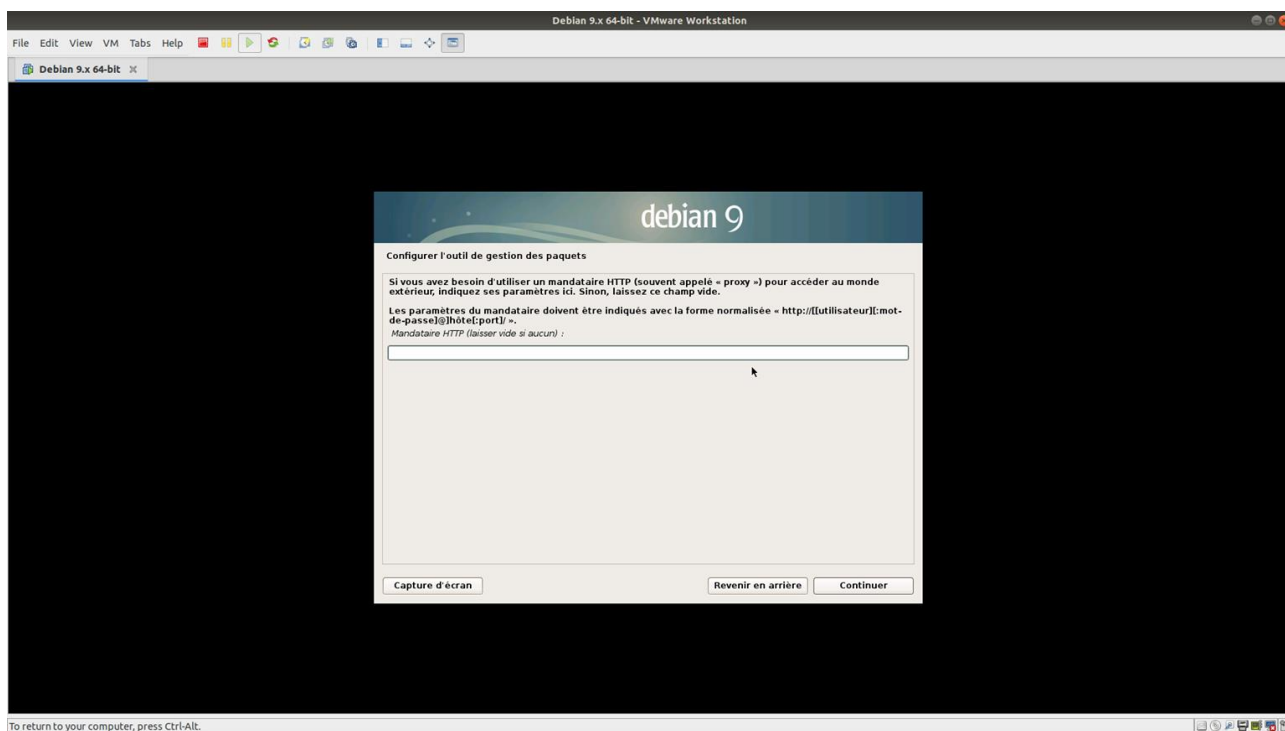 Debian 9.x 64-bit - VMware Workstation
File Edit View VM Tabs Help
Debian 9.x 64-bit
debian 9
Configurer l'outil de gestion des paquets
Si vous avez besoin d'utiliser un mandataire HTTP (souvent appelé « proxy ») pour accéder au monde
extérieur, indiquez ses paramètres ici. Sinon, laissez ce champ vide.
Les paramètres du mandataire doivent être indiqués avec la forme normalisée « http://[[utilisateur][:mot-
de-passe]@]hôte[:port]/ ».
Mandataire HTTP (laisser vide si aucun) :
Capture d'écran Revenir en arrière Continuer
To return to your computer, press Ctrl-Alt.